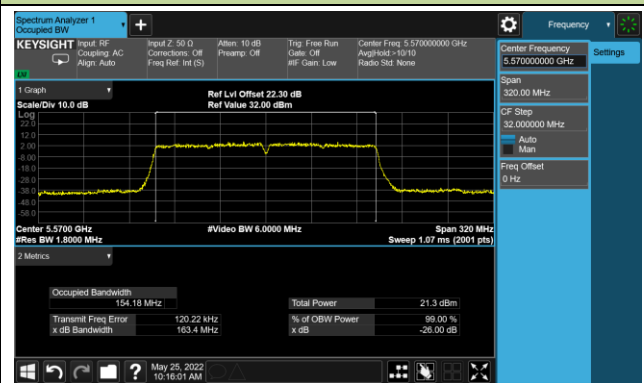 Spectrum Analyzer 1
Occupied BW
Frequency
KEYSIGHT
Input: RF
Coupling: AC
Align: Auto
Input Z: 50 Ω
Corrections: Off
Freq Ref: Int (S)
Atten: 10 dB
Preamp: Off
Trig: Free Run
Gate: Off
#IF Gain: Low
Center Freq: 5.570000000 GHz
Avg|Hold:>10/10
Radio Std: None
Center Frequency
5.570000000 GHz
Settings
Span
320.00 MHz
CF Step
32.000000 MHz
Auto
Man
Freq Offset
0 Hz
1 Graph
Scale/Div 10.0 dB
Ref Lvl Offset 22.30 dB
Ref Value 32.00 dBm
Log
22.0
12.0
2.00
-8.00
-18.0
-28.0
-38.0
-48.0
-58.0
Center 5.5700 GHz
#Video BW 6.0000 MHz
Span 320 MHz
#Res BW 1.8000 MHz
Sweep 1.07 ms (2001 pts)
2 Metrics
Occupied Bandwidth
154.18 MHz
Total Power
21.3 dBm
Transmit Freq Error
120.22 kHz
% of OBW Power
99.00 %
x dB Bandwidth
163.4 MHz
x dB
-26.00 dB
May 25, 2022
10:16:01 AM